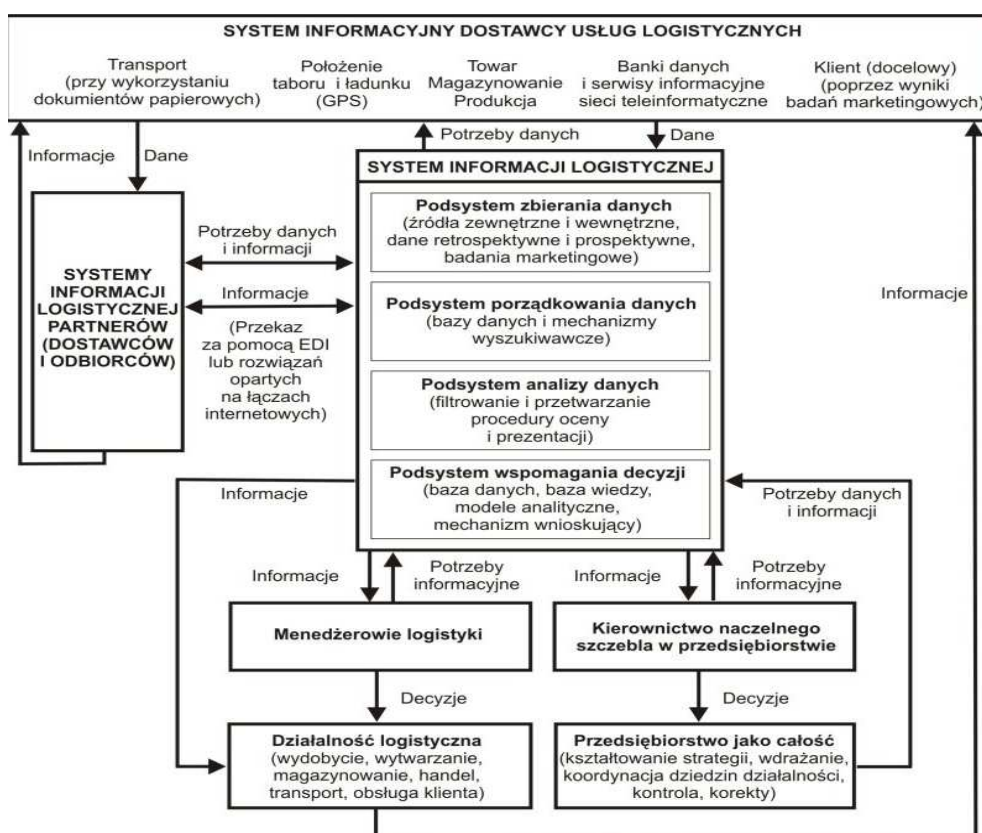 SYSTEM INFORMACYJNY DOSTAWCY USŁUG LOGISTYCZNYCH
Transport
(przy wykorzystaniu
dokumentów papierowych)
Położenie
taboru i ładunku
(GPS)
Towar
Magazynowanie
Produkcja
Banki danych
i serwisy informacyjne
sieci teleinformatyczne
Klient (docelowy)
(poprzez wyniki
badań marketingowych)
Informacje
Dane
Potrzeby danych
Dane
SYSTEM INFORMACJI LOGISTYCZNEJ
Podsystem zbierania danych
(źródła zewnętrzne i wewnętrzne,
dane retrospektywne i prospektywne,
badania marketingowe)
Potrzeby danych
i informacji
SYSTEMY
INFORMACJI
LOGISTYCZNEJ
PARTNERÓW
(DOSTAWCÓW
I ODBIORCÓW)
Informacje
(Przekaz
za pomocą EDI
lub rozwiązań
opartych
na łączach
internetowych)
Informacje
Podsystem porządkowania danych
(bazy danych i mechanizmy
wyszukiwawcze)
Podsystem analizy danych
(filtrowanie i przetwarzanie
procedury oceny
i prezentacji)
Podsystem wspomagania decyzji
(baza danych, baza wiedzy,
modele analityczne,
mechanizm wnioskujący)
Informacje
Potrzeby danych
i informacji
Informacje
Potrzeby
informacyjne
Informacje
Potrzeby
informacyjne
Menedżerowie logistyki
Kierownictwo naczelnego
szczebla w przedsiębiorstwie
Decyzje
Decyzje
Działalność logistyczna
(wydobycie, wytwarzanie,
magazynowanie, handel,
transport, obsługa klienta)
Przedsiębiorstwo jako całość
(kształtowanie strategii, wdrażanie,
koordynacja dziedzin działalności,
kontrola, korekty)